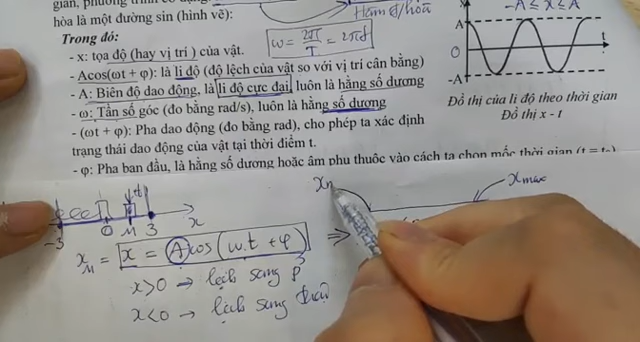 hòa là một đường sin (hình vẽ):
Trong đó:
- x: tọa độ (hay vị trí) của vật.
- Acos(ωt + φ): là li độ (độ lệch của vật so với vị trí cân bằng)
- A: Biên độ dao động, là li độ cực đại, luôn là hằng số dương
- ω: Tần số góc (đo bằng rad/s), luôn là hằng số dương
- (ωt + φ): Pha dao động (đo bằng rad), cho phép ta xác định
trạng thái dao động của vật tại thời điểm t.
- φ: Pha ban đầu, là hằng số dương hoặc âm phụ thuộc vào cách ta chọn mốc thời gian (t = t₀)
Hàm đ/hòa
ω = 2π/T = 2πf
-A ≤ x ≤ A
x
A
O
-A
t
Đồ thị của li độ theo thời gian
Đồ thị x - t
-3 O M 3 x
t
x_M = x = A cos (ω.t + φ) ⇒
x>0 → lệch sang P
x<0 → lệch sang
x_max